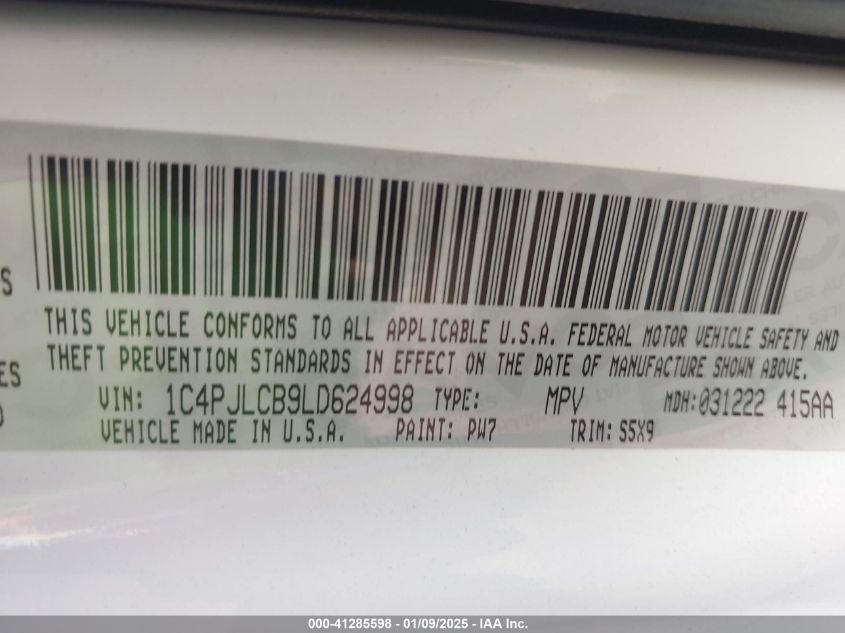 S
THIS VEHICLE CONFORMS TO ALL APPLICABLE U.S.A. FEDERAL MOTOR VEHICLE SAFETY AND
THEFT PREVENTION STANDARDS IN EFFECT ON THE DATE OF MANUFACTURE SHOWN ABOVE.
ES
VIN: 1C4PJLCB9LD624998 TYPE: MPV MDH:031222 415AA
VEHICLE MADE IN U.S.A. PAINT: PW7 TRIM: S5X9
000-41285598 - 01/09/2025 - IAA Inc.